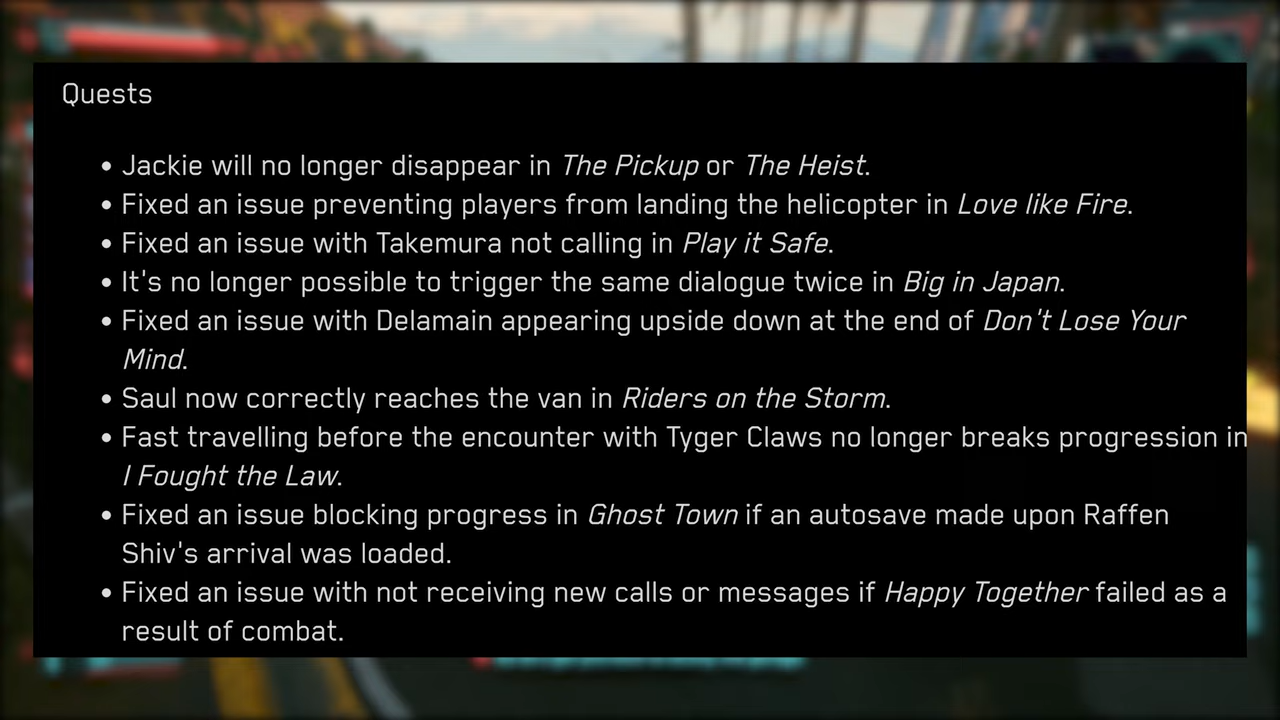 Quests
• Jackie will no longer disappear in The Pickup or The Heist.
• Fixed an issue preventing players from landing the helicopter in Love like Fire.
• Fixed an issue with Takemura not calling in Play it Safe.
• It's no longer possible to trigger the same dialogue twice in Big in Japan.
• Fixed an issue with Delamain appearing upside down at the end of Don't Lose Your
Mind.
• Saul now correctly reaches the van in Riders on the Storm.
• Fast travelling before the encounter with Tyger Claws no longer breaks progression in
I Fought the Law.
• Fixed an issue blocking progress in Ghost Town if an autosave made upon Raffen
Shiv's arrival was loaded.
• Fixed an issue with not receiving new calls or messages if Happy Together failed as a
result of combat.